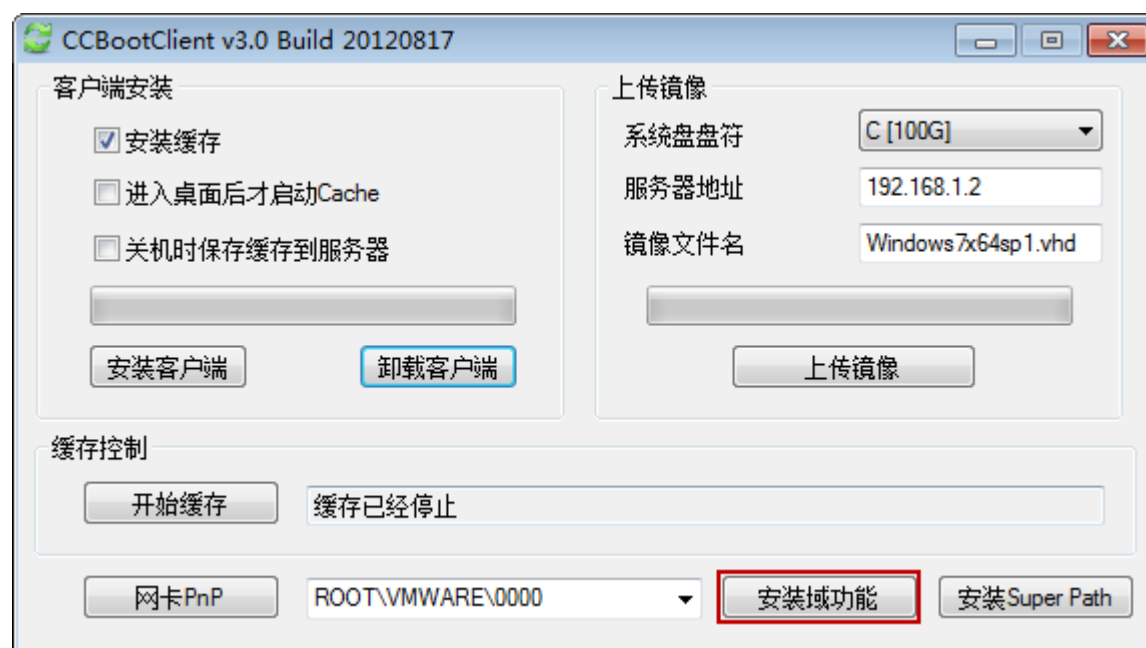 CCBootClient v3.0 Build 20120817
客户端安装
安装缓存
进入桌面后才启动Cache
关机时保存缓存到服务器
安装客户端
卸载客户端
上传镜像
系统盘盘符
C [100G]
服务器地址
192.168.1.2
镜像文件名
Windows7x64sp1.vhd
上传镜像
缓存控制
开始缓存
缓存已经停止
网卡PnP
ROOT\VMWARE\0000
安装域功能
安装Super Path